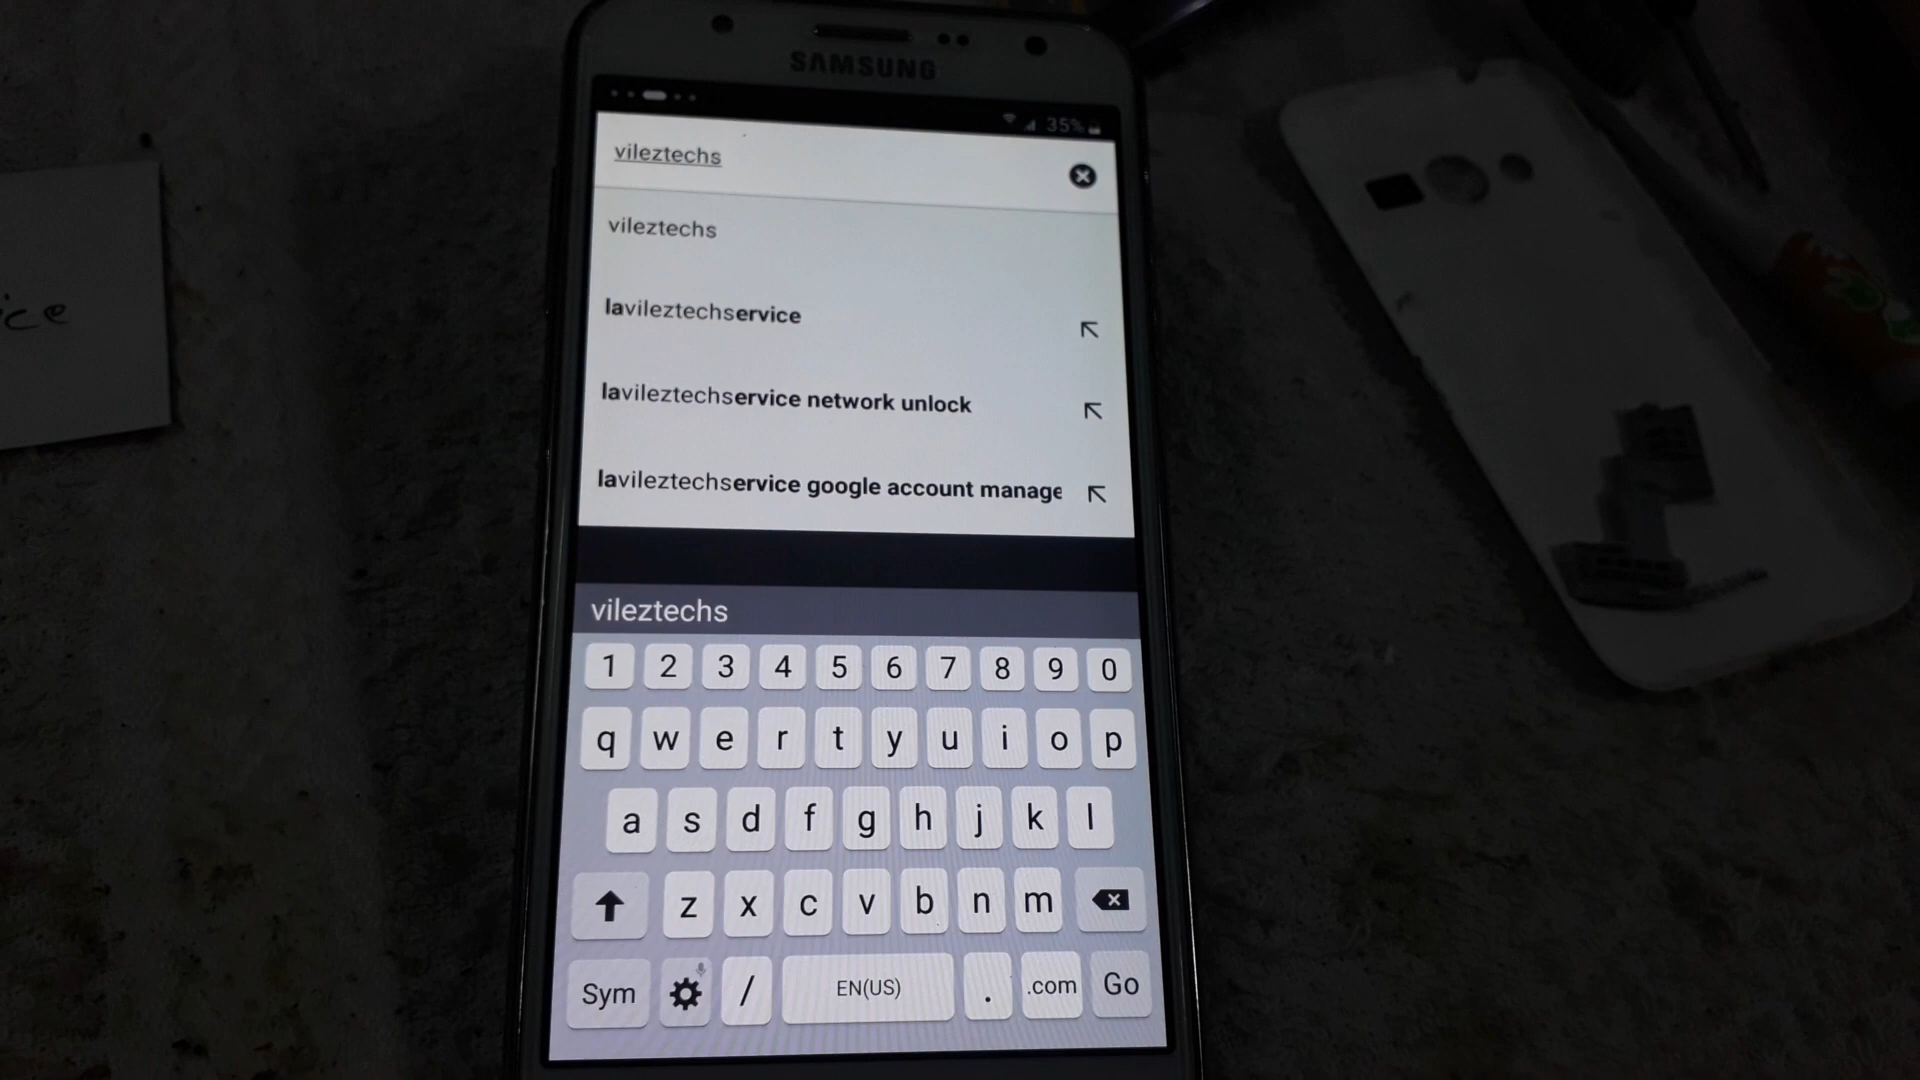 SAMSUNG
35%
vileztechs
vileztechs
lavileztechservice
lavileztechservice network unlock
lavileztechservice google account manage
vileztechs
1 2 3 4 5 6 7 8 9 0
q w e r t y u i o p
a s d f g h j k l
z x c v b n m
Sym / EN(US) . .com Go
ice